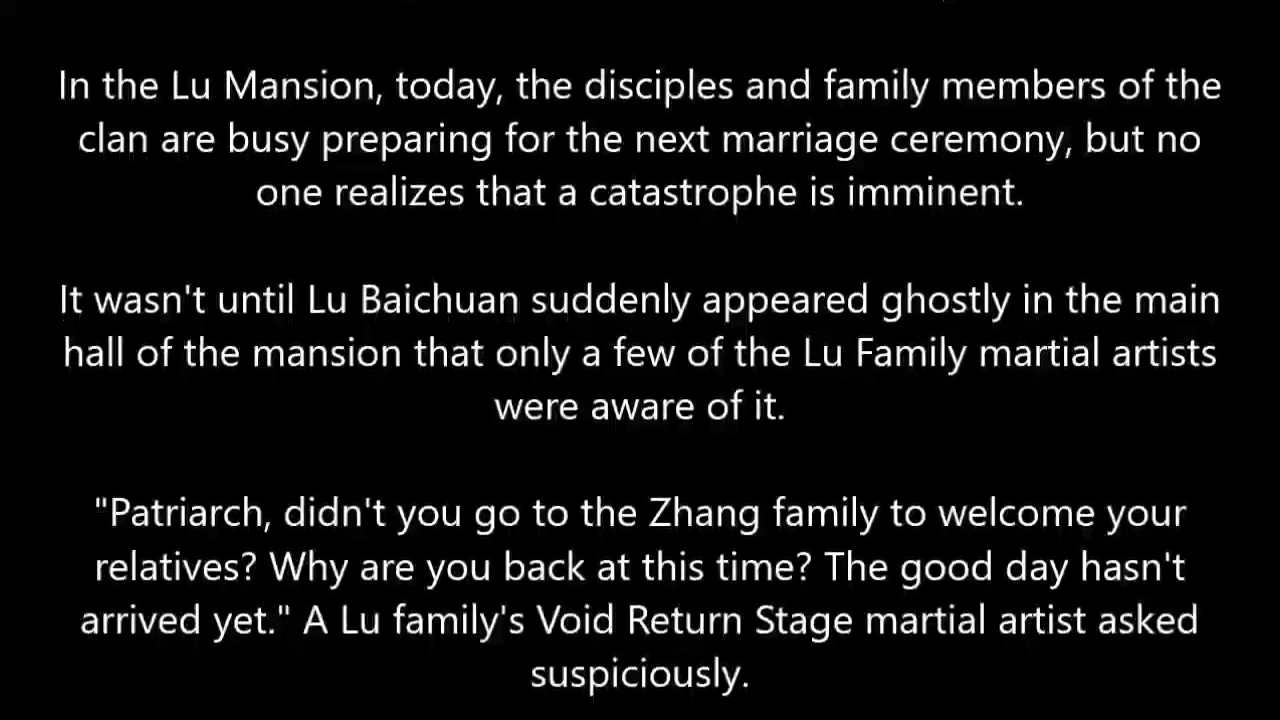 In the Lu Mansion, today, the disciples and family members of the
clan are busy preparing for the next marriage ceremony, but no
one realizes that a catastrophe is imminent.
It wasn't until Lu Baichuan suddenly appeared ghostly in the main
hall of the mansion that only a few of the Lu Family martial artists
were aware of it.
"Patriarch, didn't you go to the Zhang family to welcome your
relatives? Why are you back at this time? The good day hasn't
arrived yet." A Lu family's Void Return Stage martial artist asked
suspiciously.